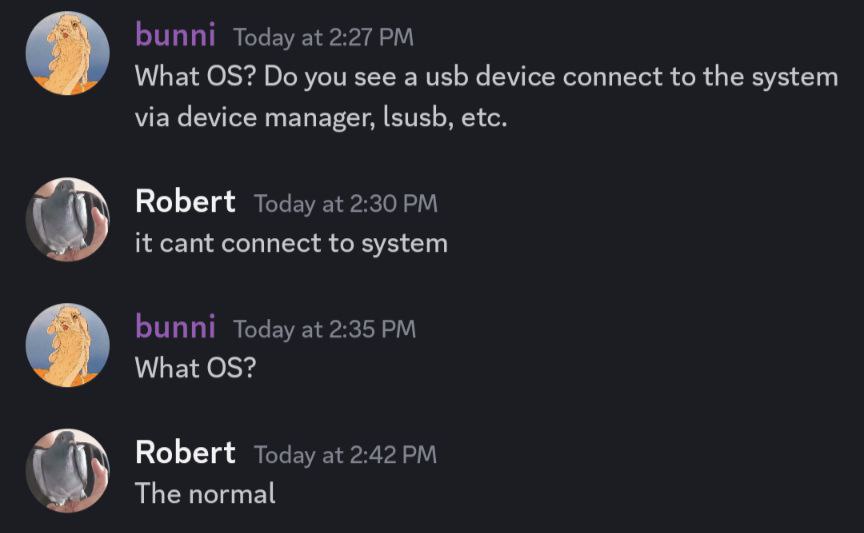 bunni Today at 2:27 PM
What OS? Do you see a usb device connect to the system
via device manager, lsusb, etc.
Robert Today at 2:30 PM
it cant connect to system
bunni Today at 2:35 PM
What OS?
Robert Today at 2:42 PM
The normal